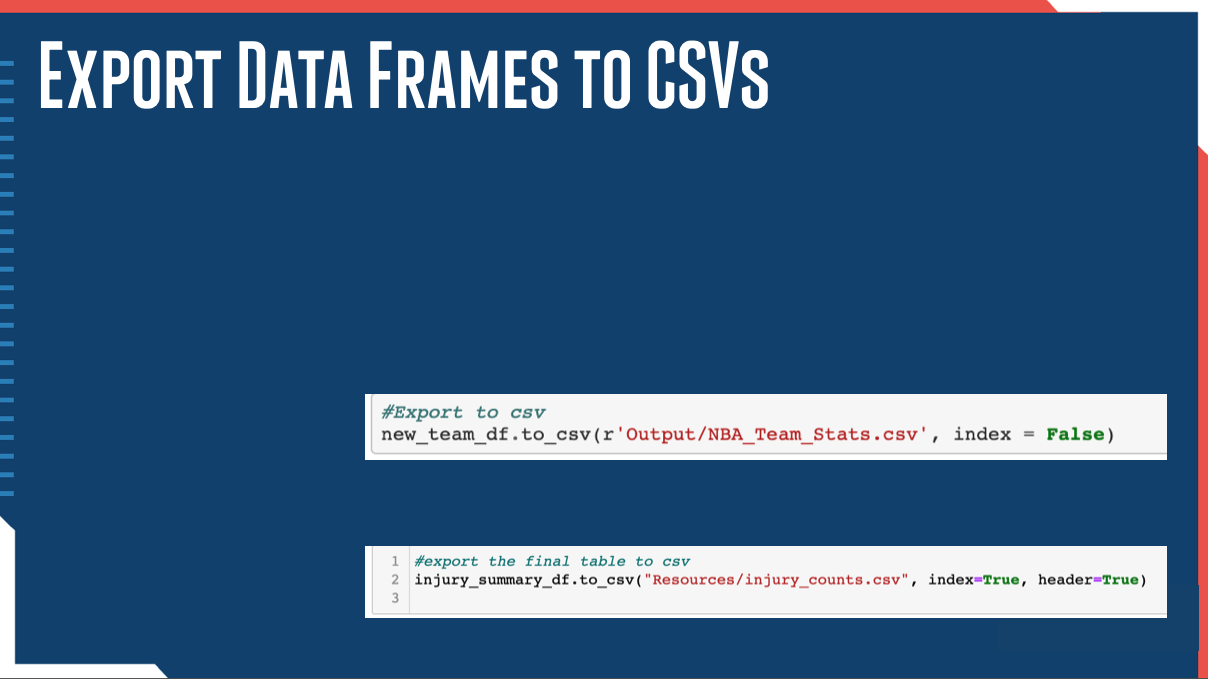 Export Data Frames to CSVs
#Export to csv
new_team_df.to_csv(r'Output/NBA_Team_Stats.csv', index = False)
1 #export the final table to csv
2 injury_summary_df.to_csv("Resources/injury_counts.csv", index=True, header=True)
3